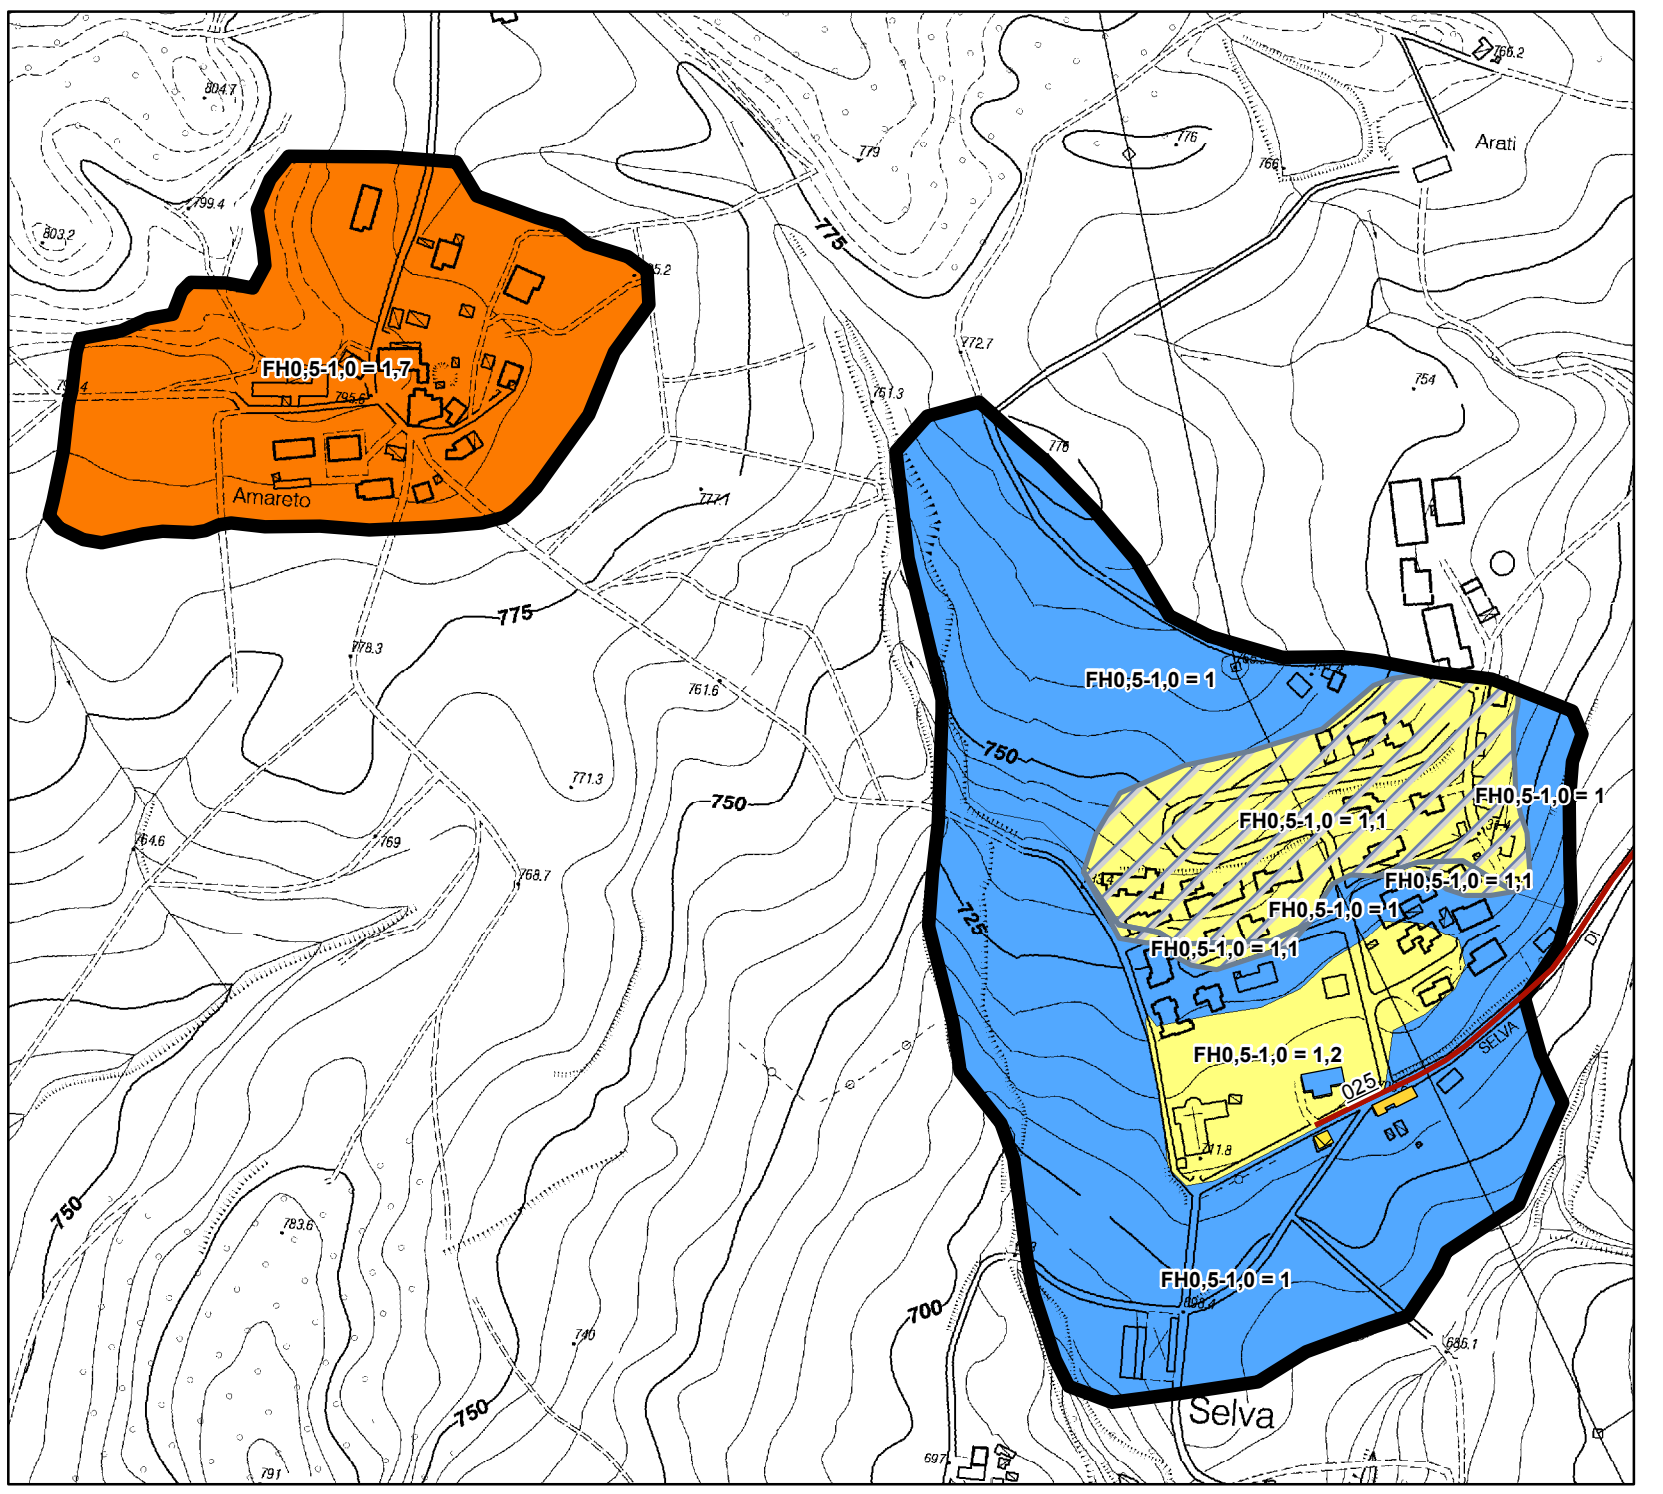 766.2
804.7
776
Arati
779
766
799.4
803.2
775
772.7
FH0,5-1,0 = 1,7
754
761.3
795.6
776
Amareto
777.1
775
778.3
FH0,5-1,0 = 1
761.6
750
771.3
FH0,5-1,0 = 1
750
FH0,5-1,0 = 1,1
764.6
769
768.7
FH0,5-1,0 = 1,1
FH0,5-1,0 = 1
725
FH0,5-1,0 = 1,1
DI
SELVA
FH0,5-1,0 = 1,2
025
711.8
750
783.6
FH0,5-1,0 = 1
700
740
685.1
750
Selva
697
791